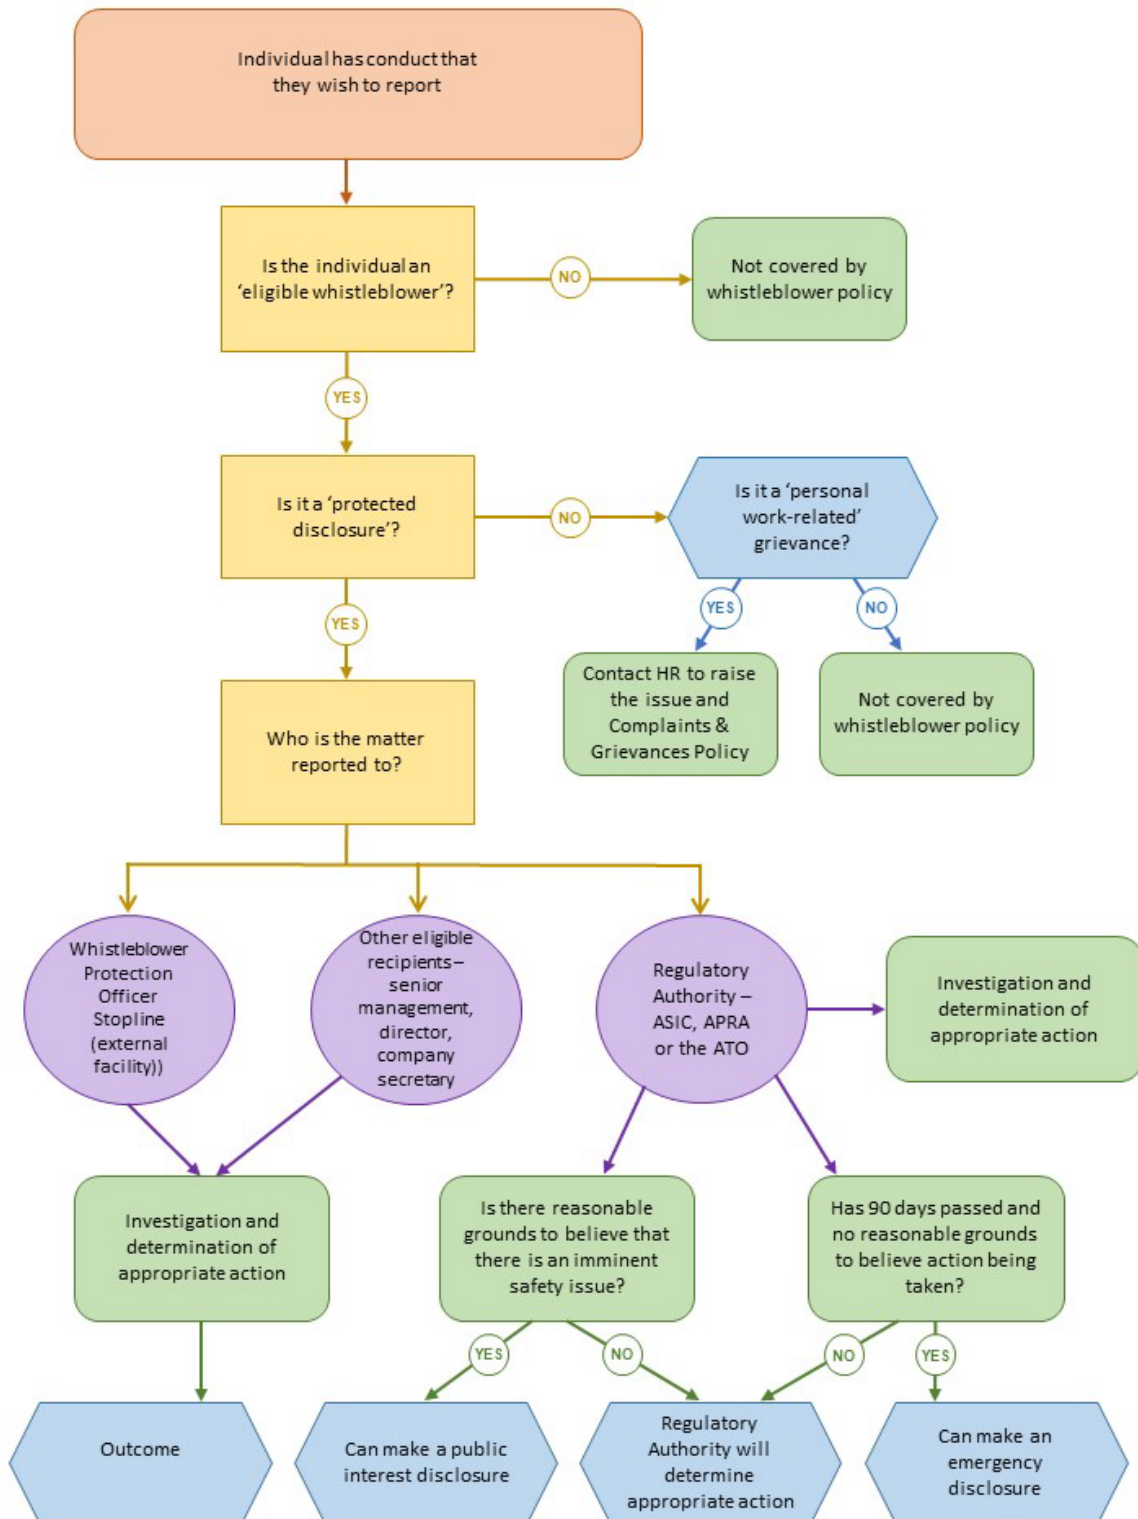 Individual has conduct that
they wish to report
Is the individual an
‘eligible whistleblower’?
NO
Not covered by
whistleblower policy
YES
Is it a ‘protected
disclosure’?
NO
Is it a ‘personal
work-related’
grievance?
YES
YES
NO
Contact HR to raise
the issue and
Complaints &
Grievances Policy
Not covered by
whistleblower policy
Who is the matter
reported to?
Whistleblower
Protection
Officer
Stopline
(external
facility))
Other eligible
recipients –
senior
management,
director,
company
secretary
Regulatory
Authority –
ASIC, APRA
or the ATO
Investigation and
determination of
appropriate action
Investigation and
determination of
appropriate action
Is there reasonable
grounds to believe that
there is an imminent
safety issue?
Has 90 days passed and
no reasonable grounds
to believe action being
taken?
YES
NO
NO
YES
Outcome
Can make a public
interest disclosure
Regulatory
Authority will
determine
appropriate action
Can make an
emergency
disclosure